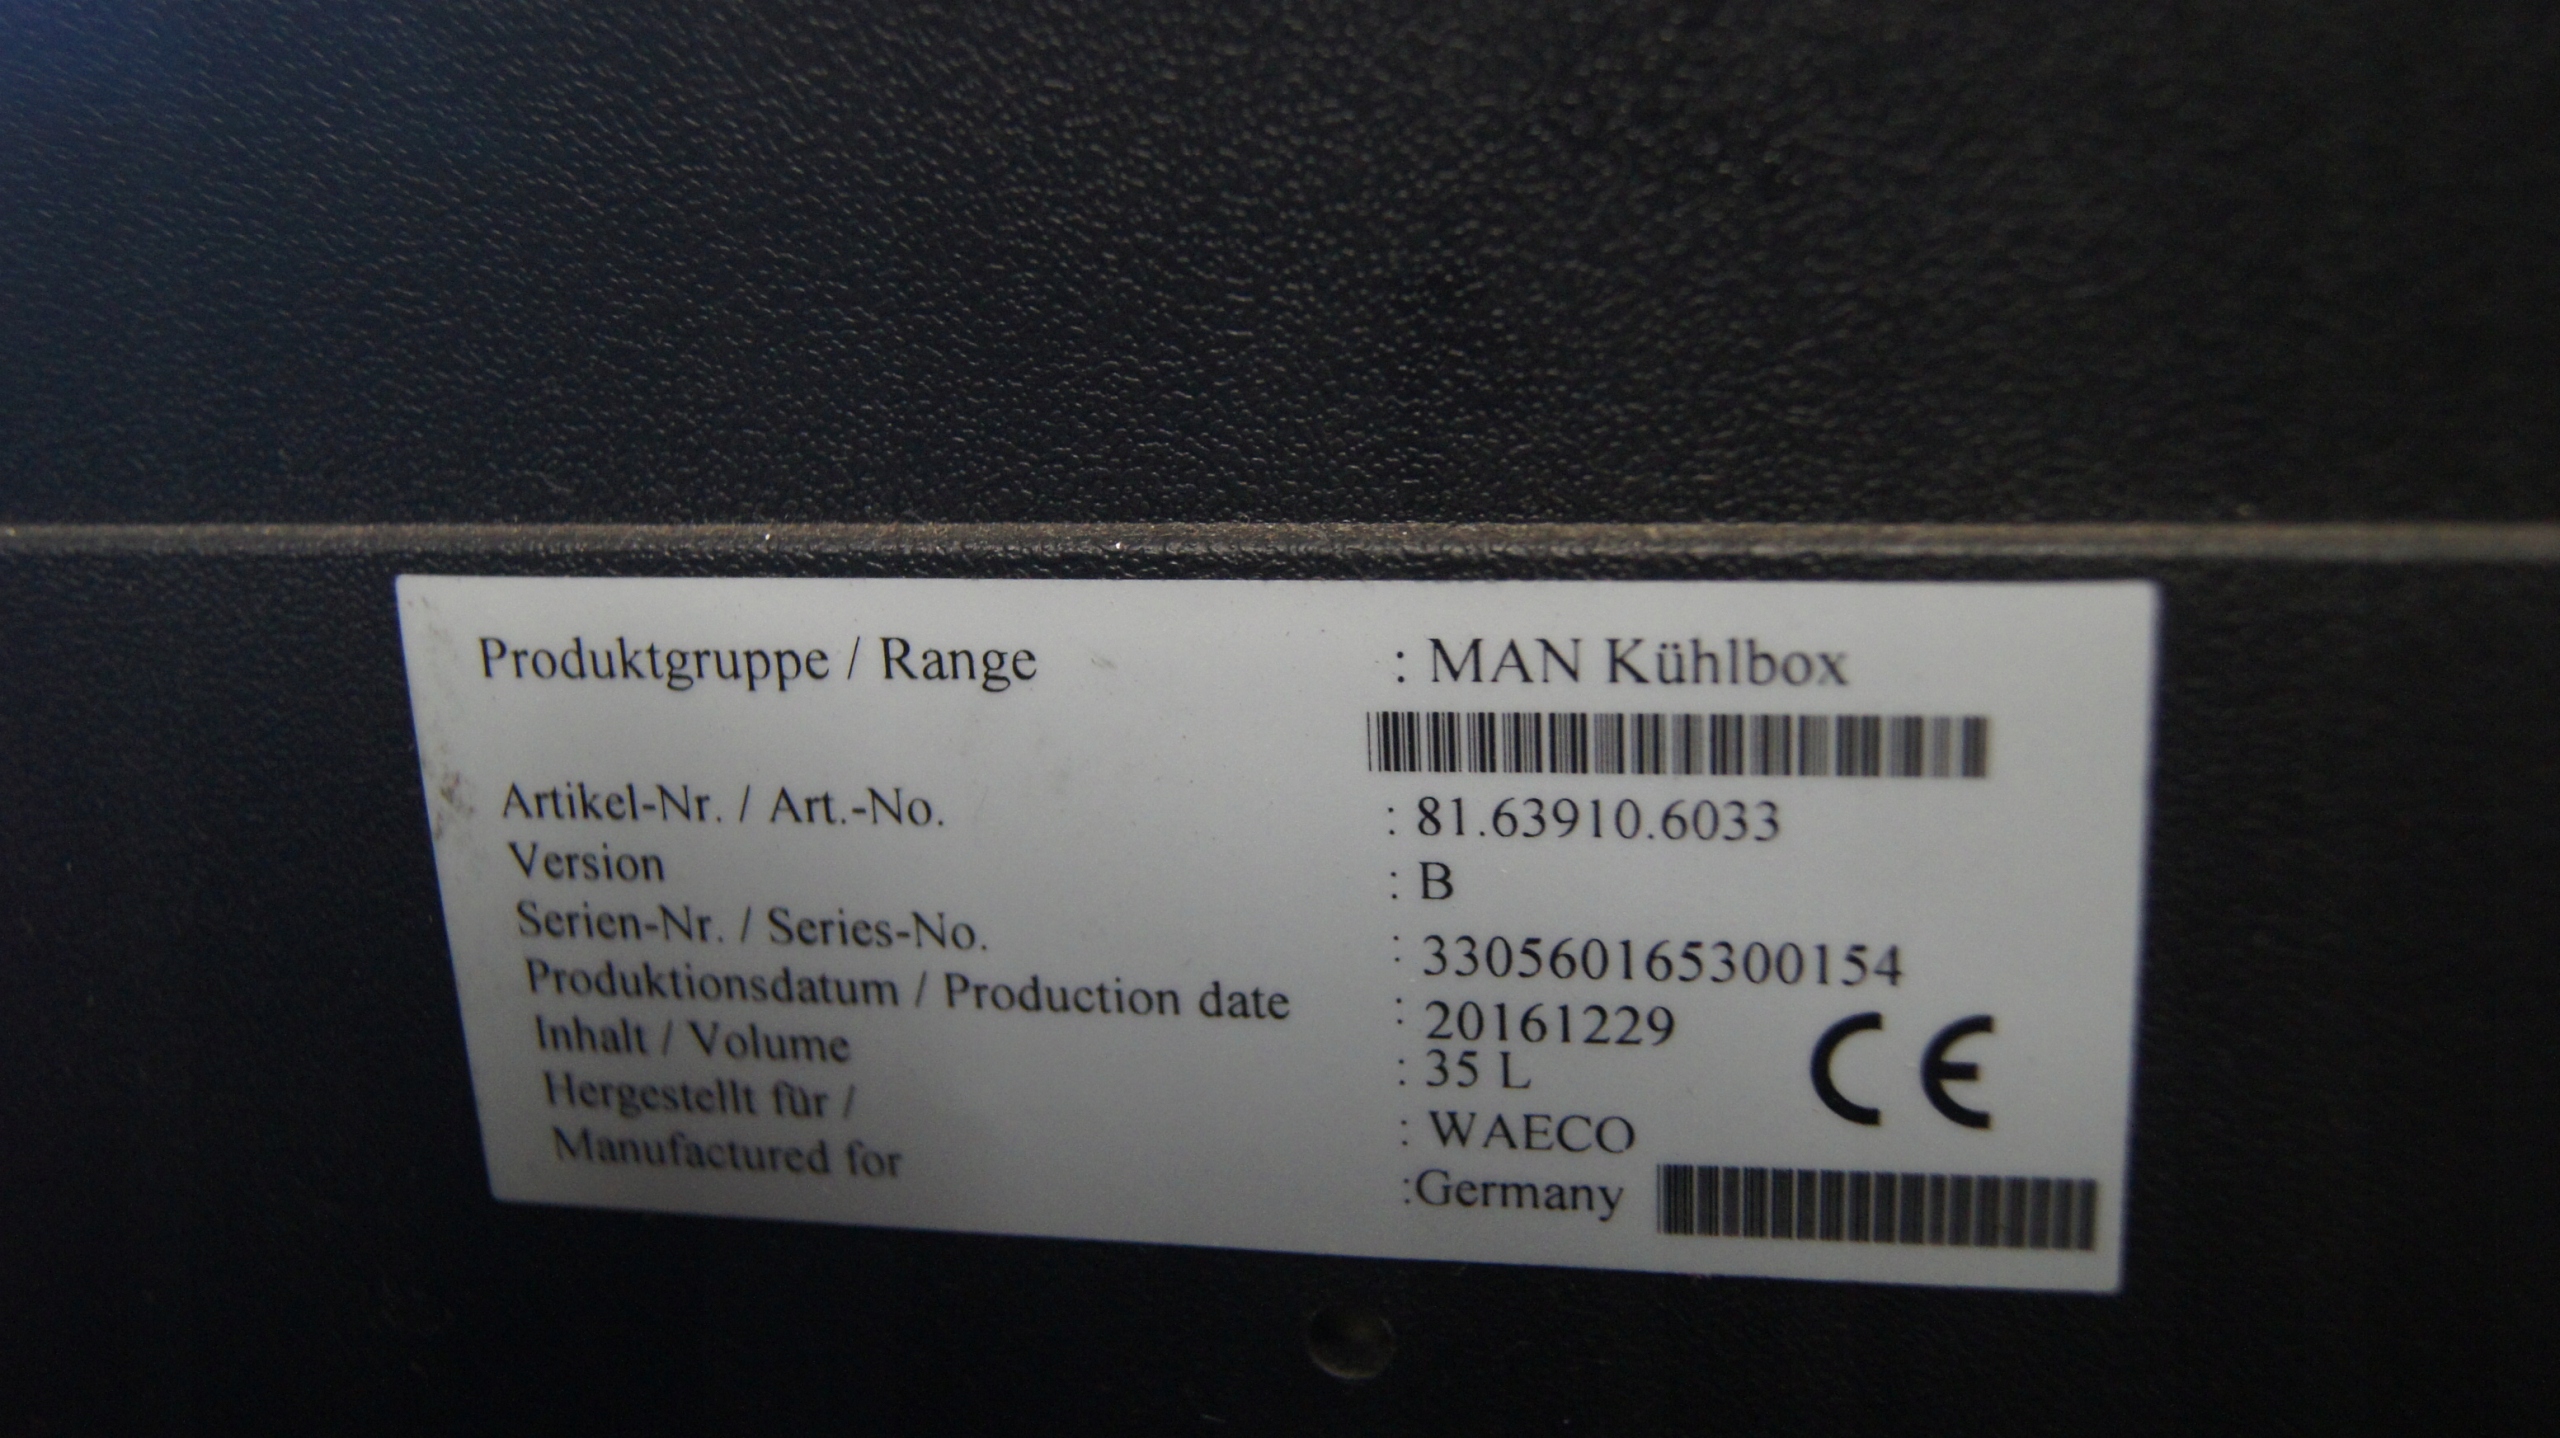 Produktgruppe / Range : MAN Kühlbox
Artikel-Nr. / Art.-No. : 81.63910.6033
Version : B
Serien-Nr. / Series-No. : 330560165300154
Produktionsdatum / Production date : 20161229
Inhalt / Volume : 35 L
Hergestellt für / : WAECO
Manufactured for :Germany
CE